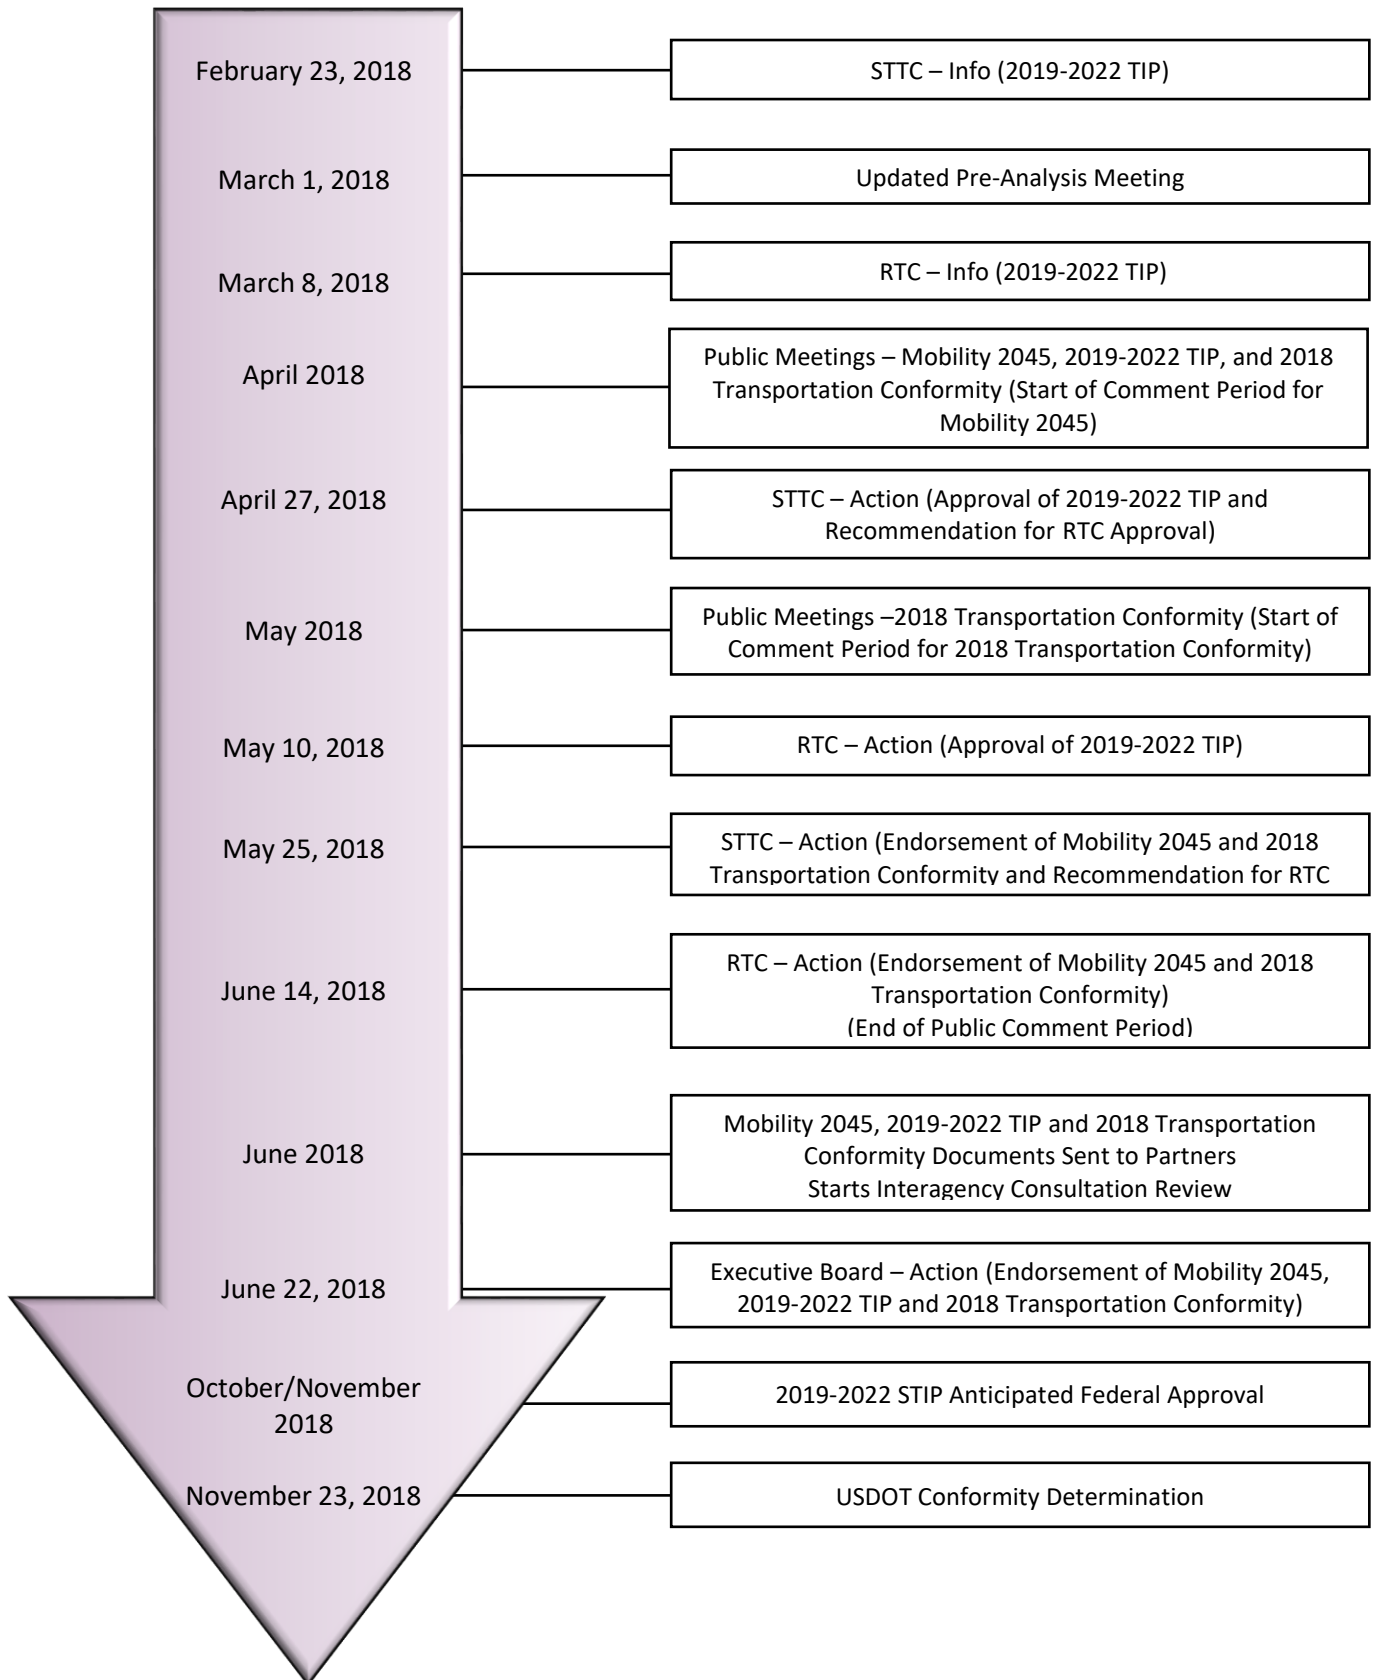 February 23, 2018
STTC – Info (2019-2022 TIP)
March 1, 2018
Updated Pre-Analysis Meeting
March 8, 2018
RTC – Info (2019-2022 TIP)
April 2018
Public Meetings – Mobility 2045, 2019-2022 TIP, and 2018
Transportation Conformity (Start of Comment Period for
Mobility 2045)
April 27, 2018
STTC – Action (Approval of 2019-2022 TIP and
Recommendation for RTC Approval)
May 2018
Public Meetings –2018 Transportation Conformity (Start of
Comment Period for 2018 Transportation Conformity)
May 10, 2018
RTC – Action (Approval of 2019-2022 TIP)
May 25, 2018
STTC – Action (Endorsement of Mobility 2045 and 2018
Transportation Conformity and Recommendation for RTC
June 14, 2018
RTC – Action (Endorsement of Mobility 2045 and 2018
Transportation Conformity)
(End of Public Comment Period)
June 2018
Mobility 2045, 2019-2022 TIP and 2018 Transportation
Conformity Documents Sent to Partners
Starts Interagency Consultation Review
June 22, 2018
Executive Board – Action (Endorsement of Mobility 2045,
2019-2022 TIP and 2018 Transportation Conformity)
October/November
2018
2019-2022 STIP Anticipated Federal Approval
November 23, 2018
USDOT Conformity Determination